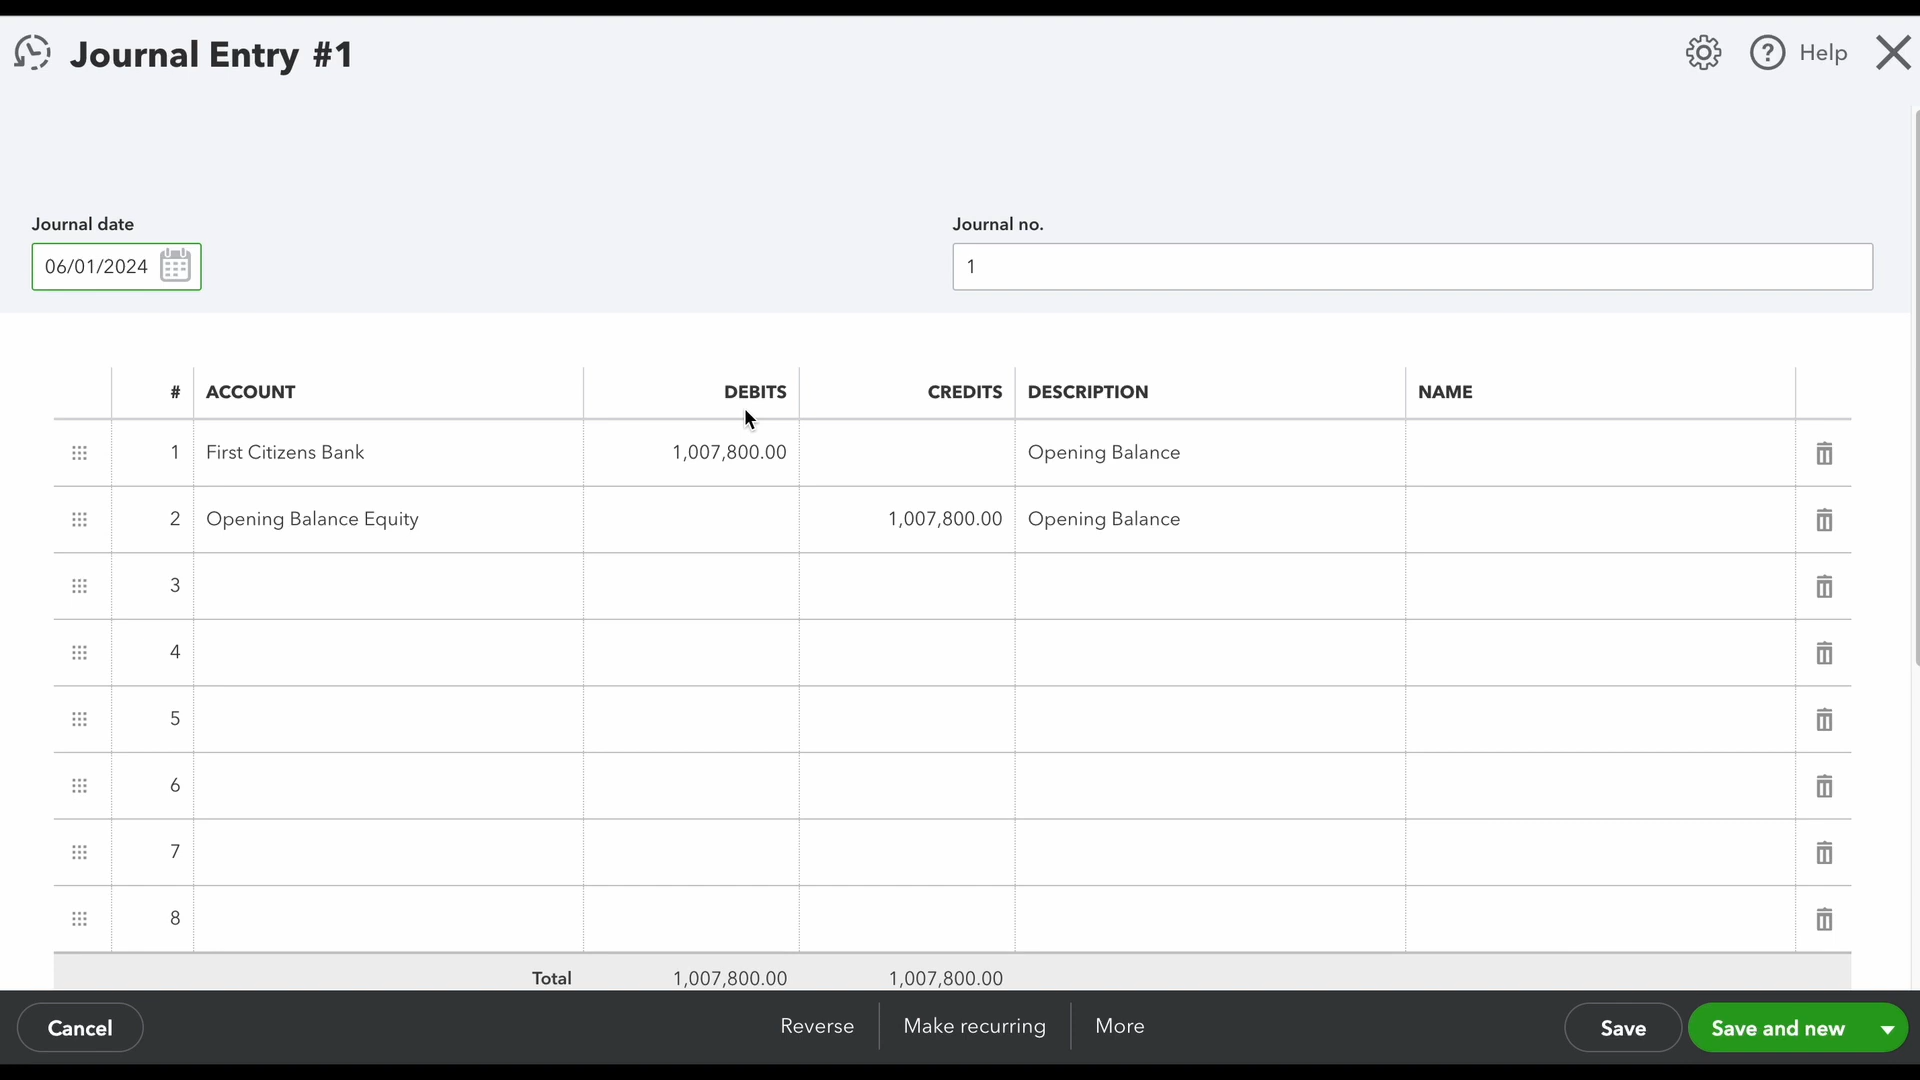 Journal Entry #1
? Help
Journal date
Journal no.
06/01/2024
1
# ACCOUNT DEBITS CREDITS DESCRIPTION NAME
1 First Citizens Bank 1,007,800.00 Opening Balance
2 Opening Balance Equity 1,007,800.00 Opening Balance
3
4
5
6
7
8
Total 1,007,800.00 1,007,800.00
Cancel Reverse Make recurring More Save Save and new